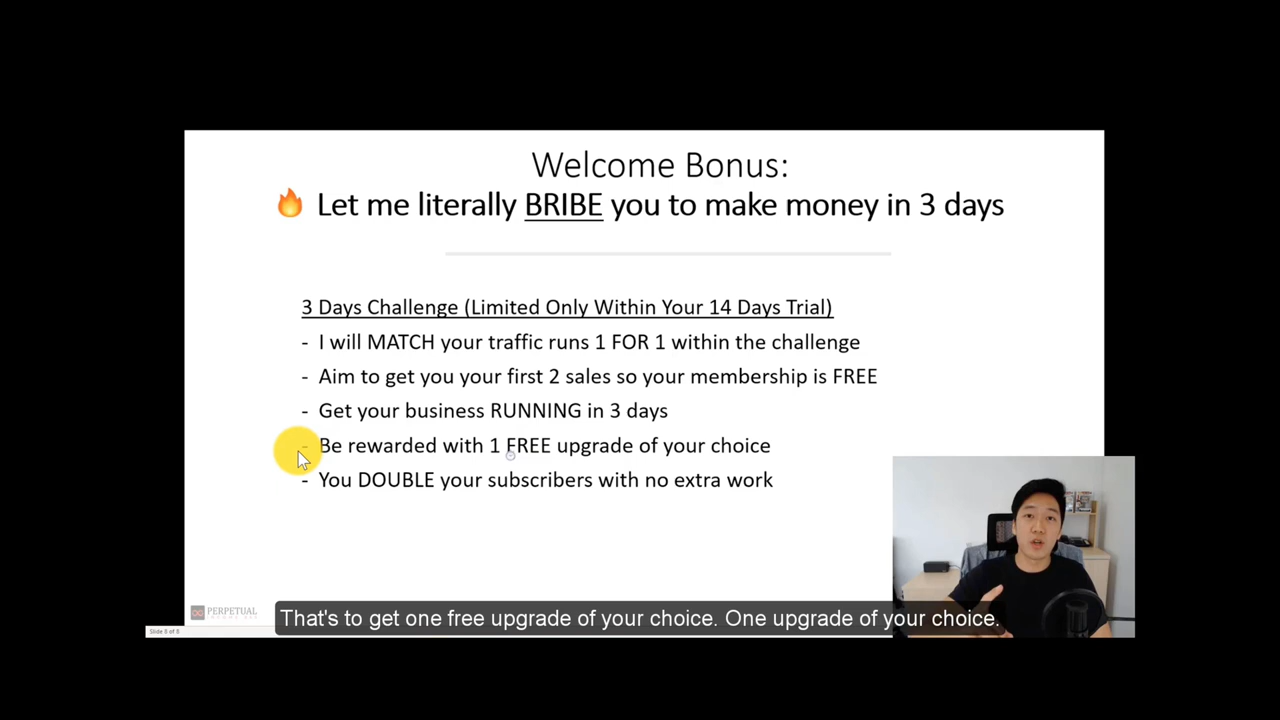 Welcome Bonus:
🔥 Let me literally BRIBE you to make money in 3 days
3 Days Challenge (Limited Only Within Your 14 Days Trial)
- I will MATCH your traffic runs 1 FOR 1 within the challenge
- Aim to get you your first 2 sales so your membership is FREE
- Get your business RUNNING in 3 days
- Be rewarded with 1 FREE upgrade of your choice
- You DOUBLE your subscribers with no extra work
PERPETUAL
That's to get one free upgrade of your choice. One upgrade of your choice.
Slide 8 of 8